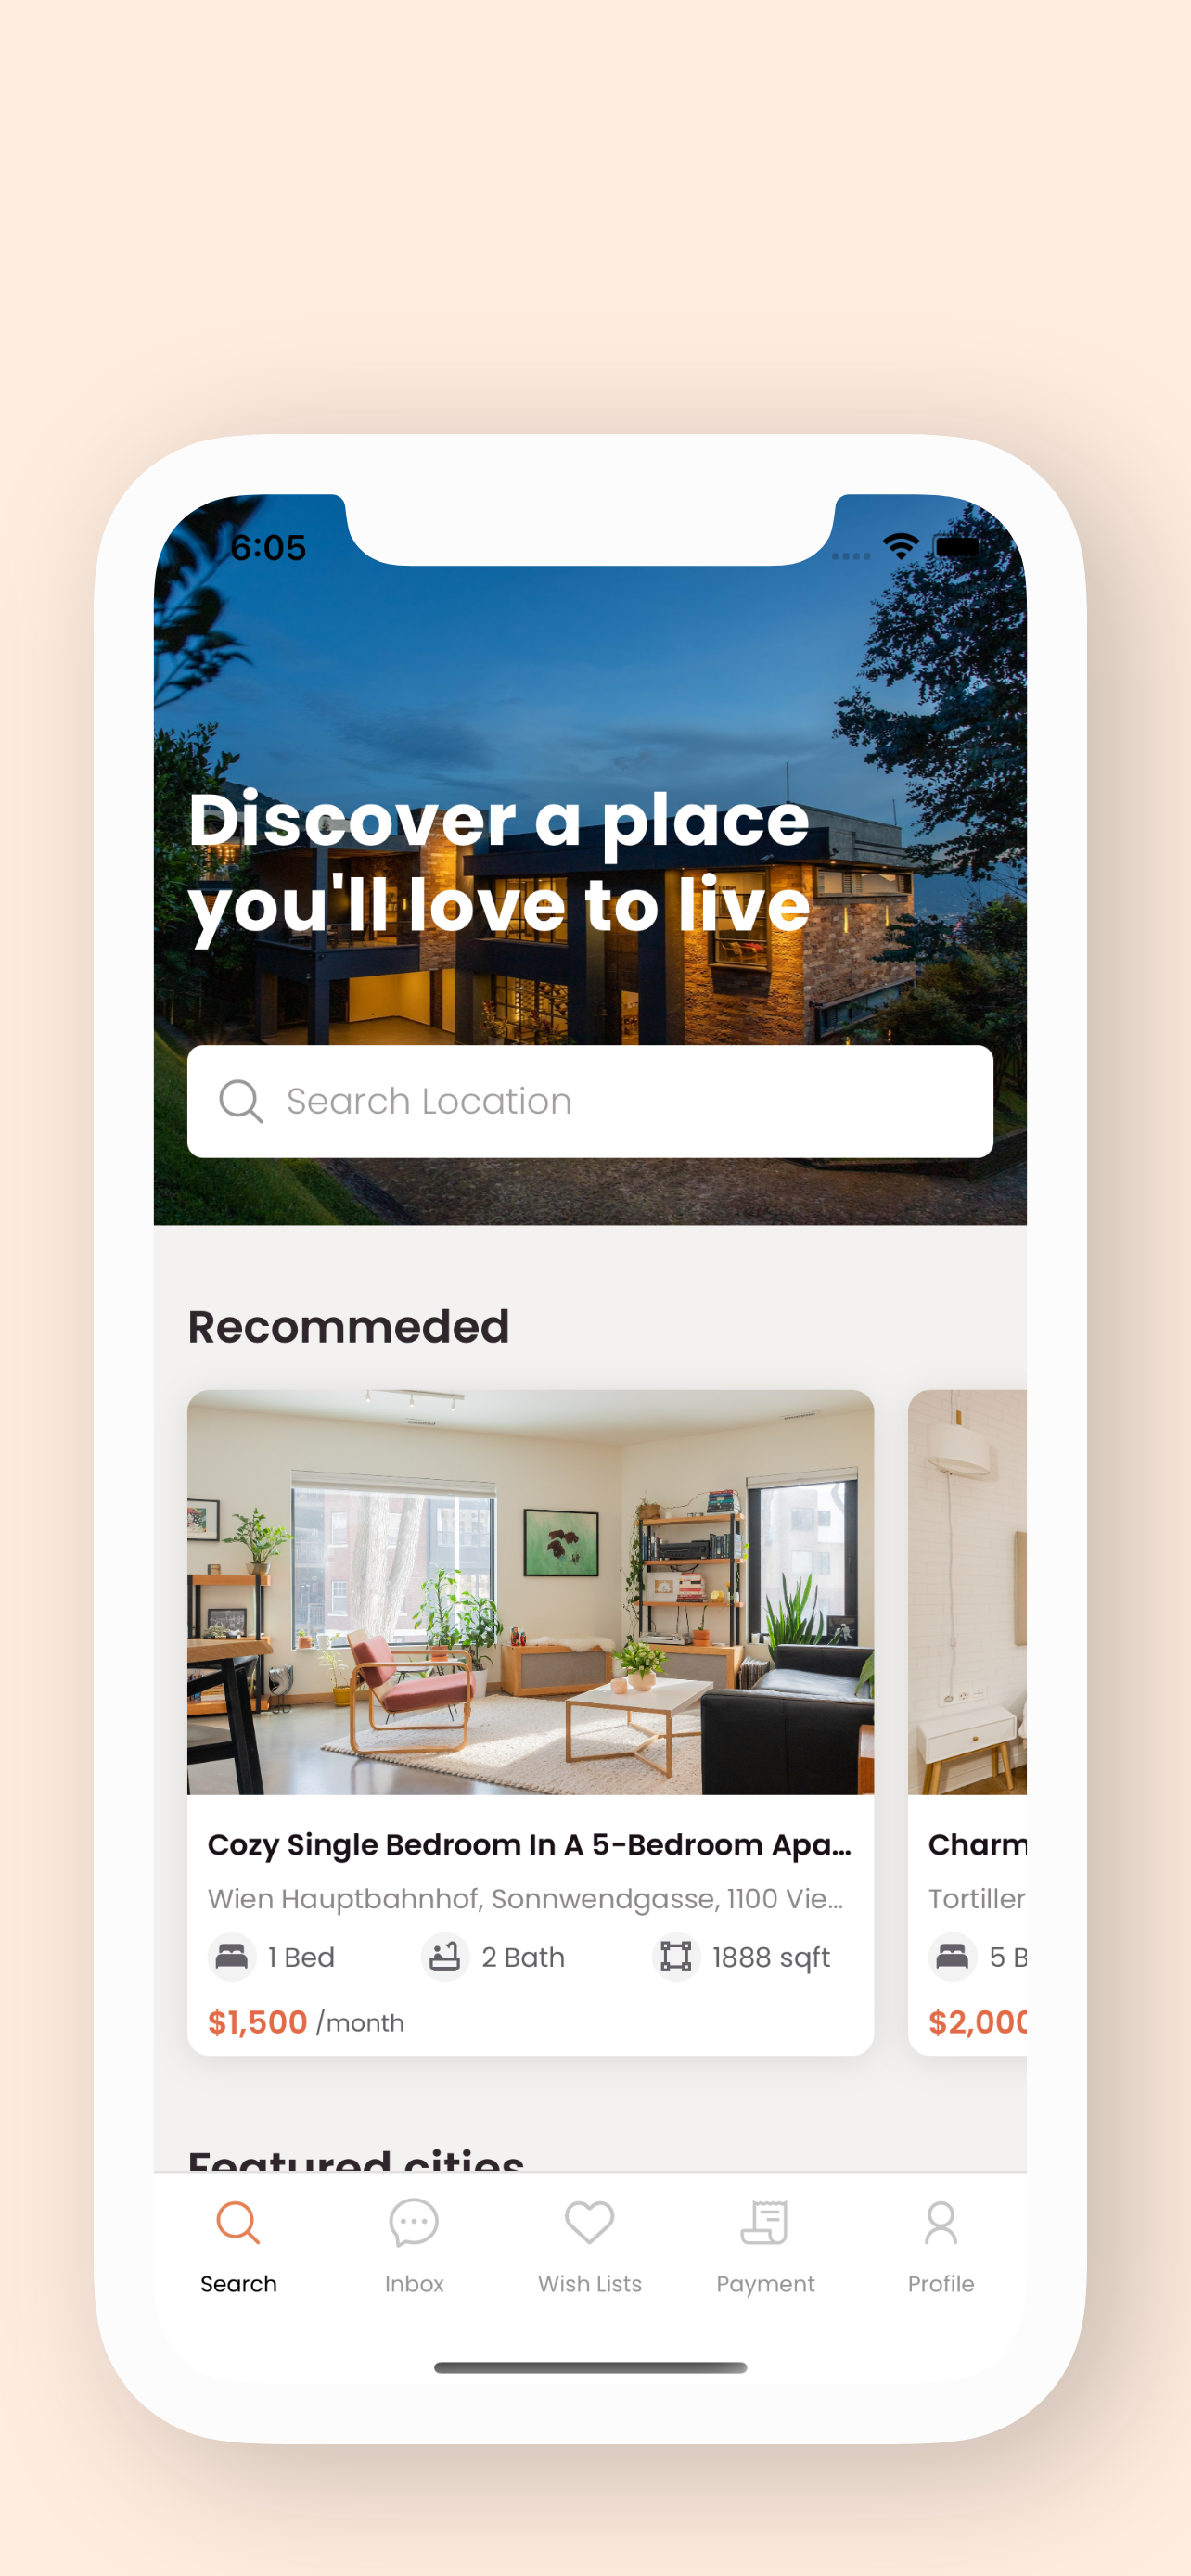 6:05
Discover a place
you'll love to live
Search Location
Recommeded
Cozy Single Bedroom In A 5-Bedroom Apa...
Wien Hauptbahnhof, Sonnwendgasse, 1100 Vie...
1 Bed
2 Bath
1888 sqft
$1,500 /month
Charm
Tortiller
5 B
$2,000
Featured cities
Search
Inbox
Wish Lists
Payment
Profile